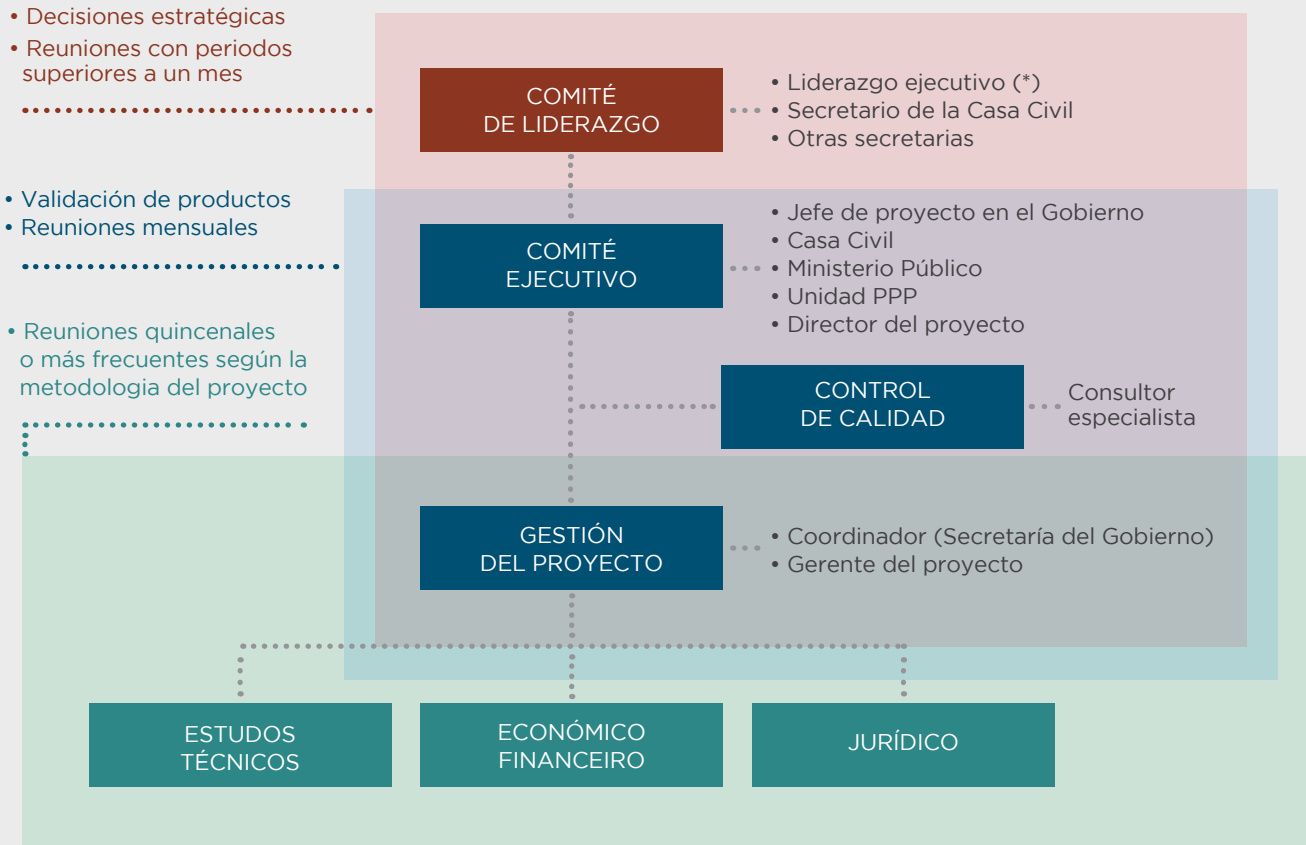 • Decisiones estratégicas
• Reuniones con periodos
superiores a un mes
COMITÉ
DE LIDERAZGO
• Liderazgo ejecutivo (*)
• Secretario de la Casa Civil
• Otras secretarias
• Validación de productos
• Reuniones mensuales
COMITÉ
EJECUTIVO
• Jefe de proyecto en el Gobierno
• Casa Civil
• Ministerio Público
• Unidad PPP
• Director del proyecto
• Reuniones quincenales
o más frecuentes según la
metodologia del proyecto
CONTROL
DE CALIDAD
Consultor
especialista
GESTIÓN
DEL PROYECTO
• Coordinador (Secretaría del Gobierno)
• Gerente del proyecto
ESTUDOS
TÉCNICOS
ECONÓMICO
FINANCEIRO
JURÍDICO